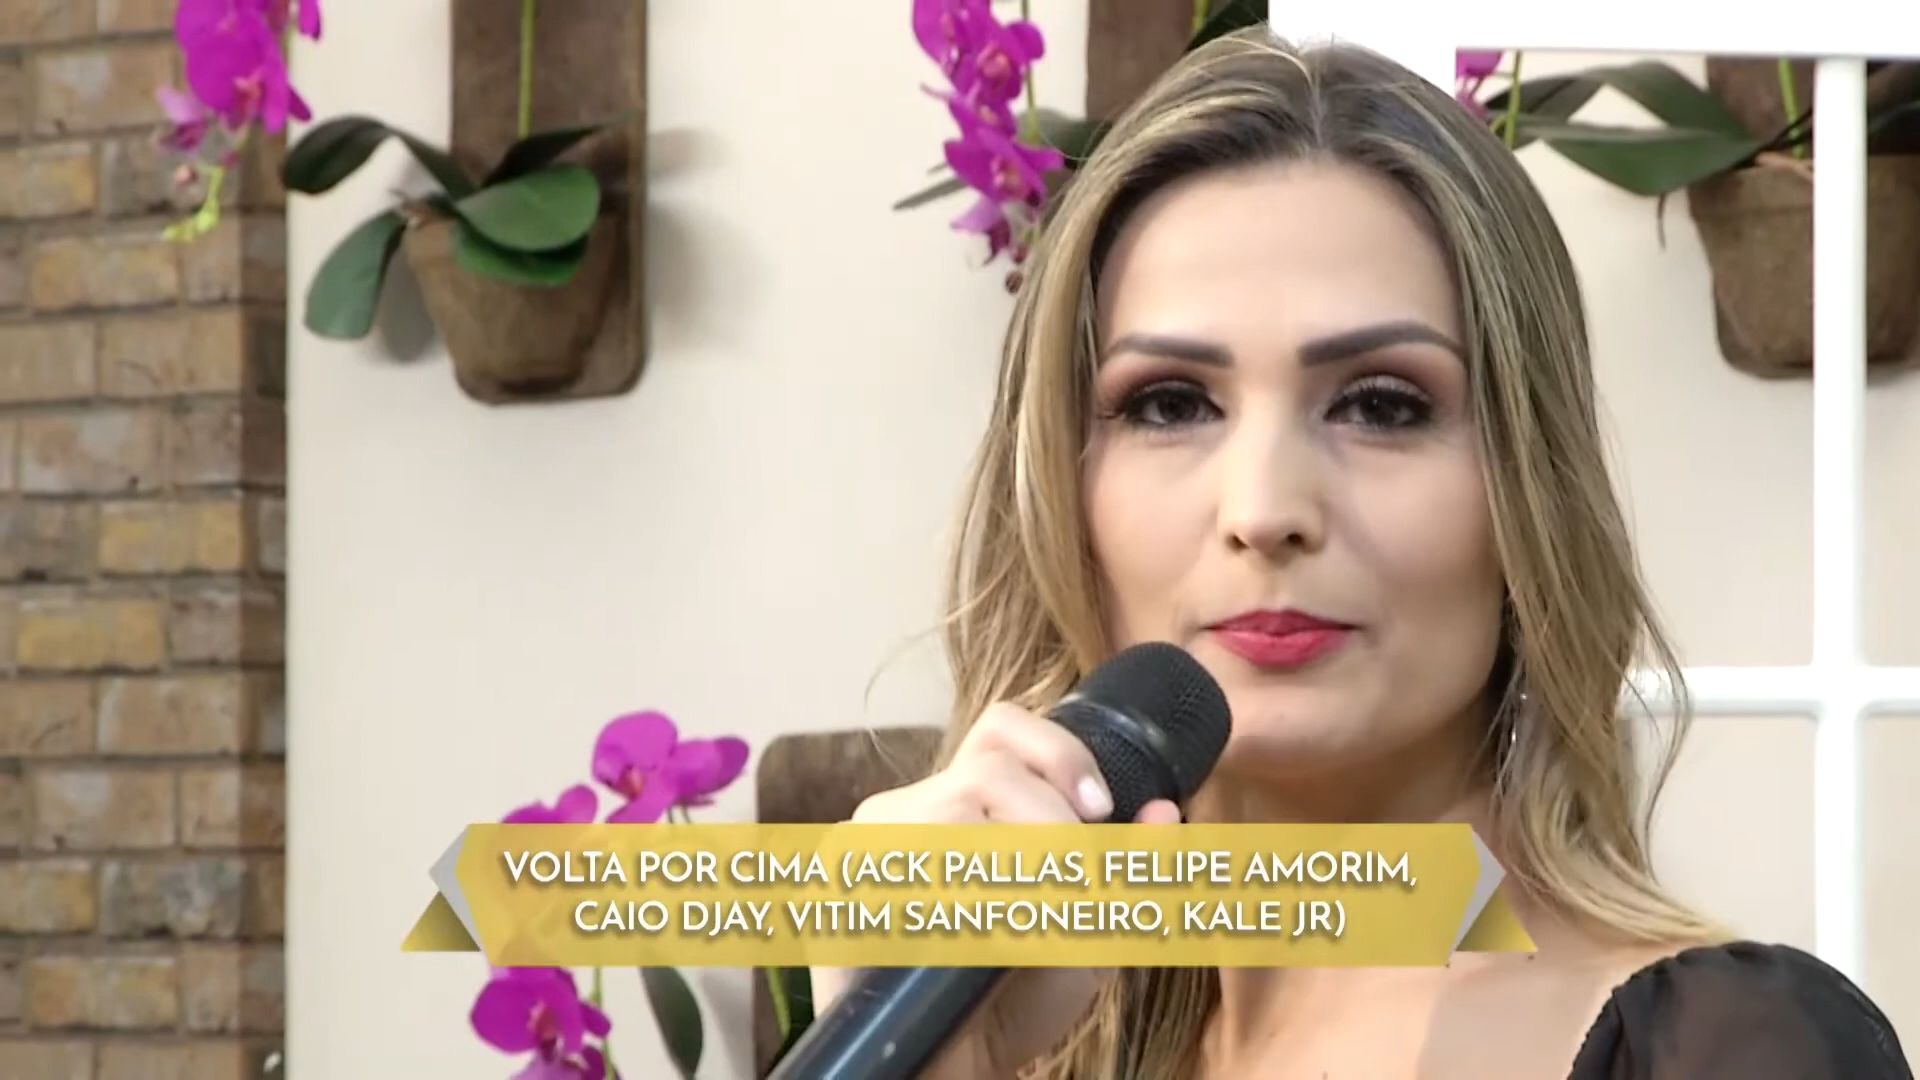 VOLTA POR CIMA (ACK PALLAS, FELIPE AMORIM,
CAIO DJAY, VITIM SANFONEIRO, KALE JR)